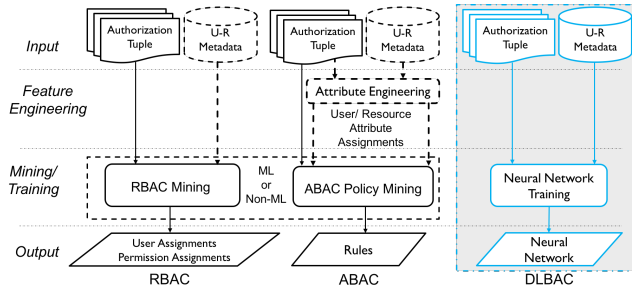 Input
Authorization
Tuple
U-R
Metadata
Authorization
Tuple
U-R
Metadata
Authorization
Tuple
U-R
Metadata
Feature
Engineering
Attribute Engineering
User/ Resource
Attribute
Assignments
Mining/
Training
RBAC Mining
ML
or
Non-ML
ABAC Policy Mining
Neural Network
Training
Output
User Assignments
Permission Assignments
Rules
Neural
Network
RBAC
ABAC
DLBAC